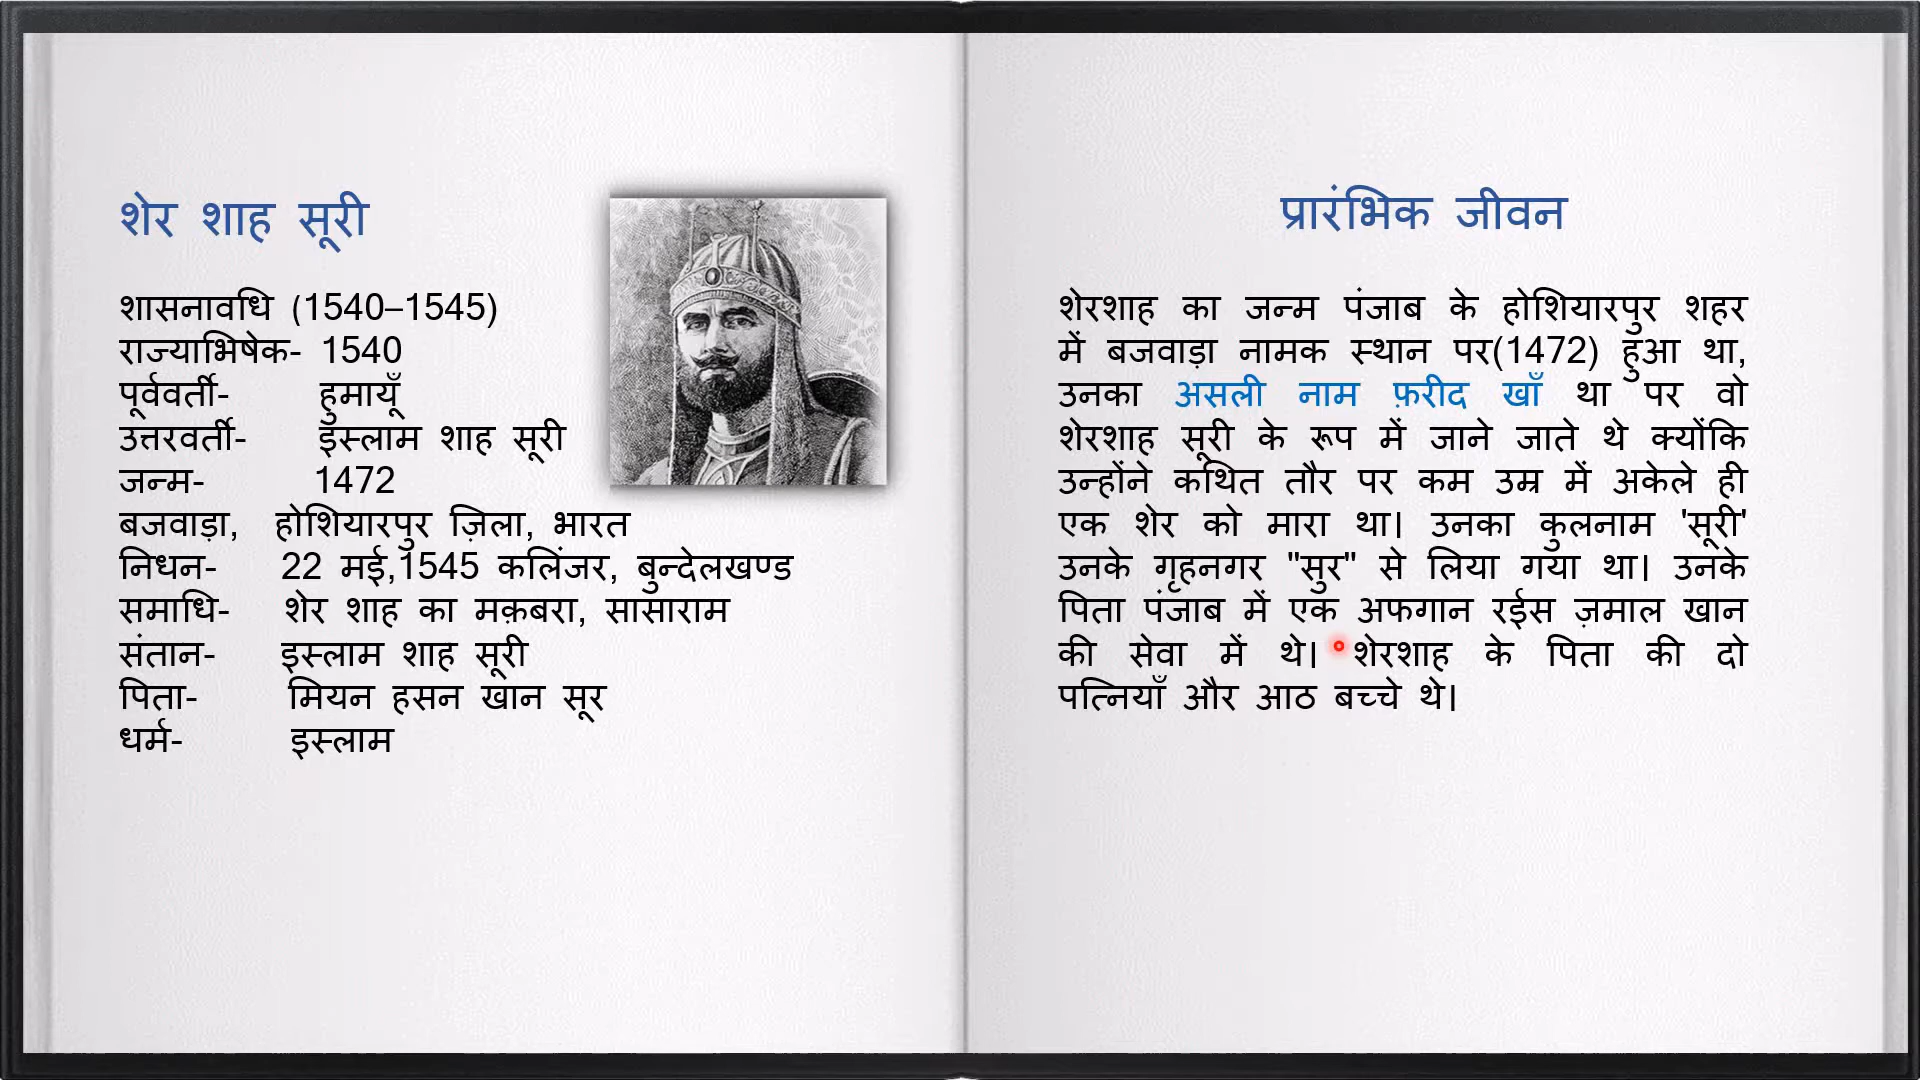 शेर शाह सूरी
शासनावधि (1540–1545)
राज्याभिषेक- 1540
पूर्ववर्ती- हुमायूँ
उत्तरवर्ती- इस्लाम शाह सूरी
जन्म- 1472
बजवाड़ा, होशियारपुर ज़िला, भारत
निधन- 22 मई,1545 कलिंजर, बुन्देलखण्ड
समाधि- शेर शाह का मक़बरा, सासाराम
संतान- इस्लाम शाह सूरी
पिता- मियन हसन खान सूर
धर्म- इस्लाम
प्रारंभिक जीवन
शेरशाह का जन्म पंजाब के होशियारपुर शहर
में बजवाड़ा नामक स्थान पर(1472) हुआ था,
उनका असली नाम फ़रीद खाँ था पर वो
शेरशाह सूरी के रूप में जाने जाते थे क्योंकि
उन्होंने कथित तौर पर कम उम्र में अकेले ही
एक शेर को मारा था। उनका कुलनाम 'सूरी'
उनके गृहनगर "सुर" से लिया गया था। उनके
पिता पंजाब में एक अफगान रईस ज़माल खान
की सेवा में थे। शेरशाह के पिता की दो
पत्नियाँ और आठ बच्चे थे।